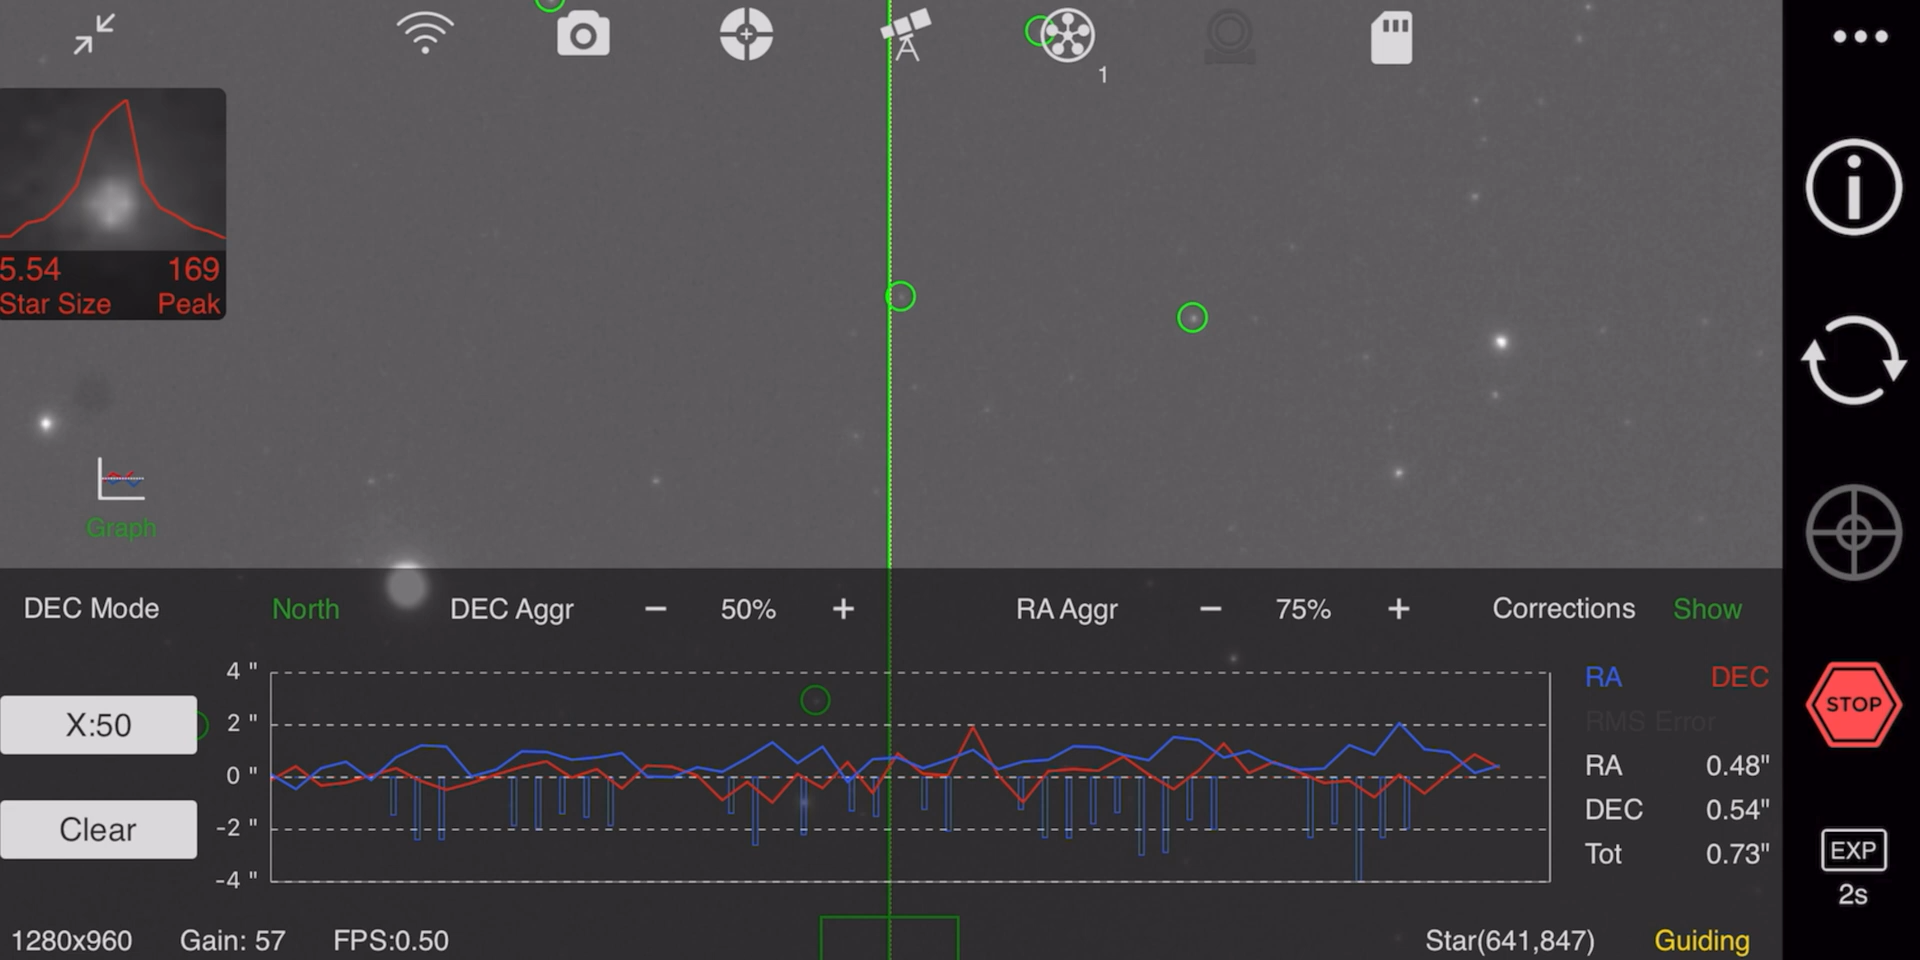 1
5.54 169
Star Size Peak
Graph
DEC Mode North DEC Aggr − 50% + RA Aggr − 75% + Corrections Show
4 "
2 "
0 "
-2 "
-4 "
X:50
Clear
RA DEC
RMS Error
RA 0.48"
DEC 0.54"
Tot 0.73"
1280x960 Gain: 57 FPS:0.50 Star(641,847) Guiding
STOP
EXP
2s